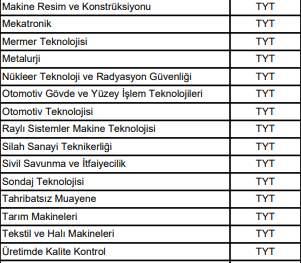 Makine Resim ve Konstrüksiyonu TYT
Mekatronik TYT
Mermer Teknolojisi TYT
Metalurji TYT
Nükleer Teknoloji ve Radyasyon Güvenliği TYT
Otomotiv Gövde ve Yüzey İşlem Teknolojileri TYT
Otomotiv Teknolojisi TYT
Raylı Sistemler Makine Teknolojisi TYT
Silah Sanayi Teknikerliği TYT
Sivil Savunma ve İtfaiyecilik TYT
Sondaj Teknolojisi TYT
Tahribatsız Muayene TYT
Tarım Makineleri TYT
Tekstil ve Halı Makineleri TYT
Üretimde Kalite Kontrol TYT